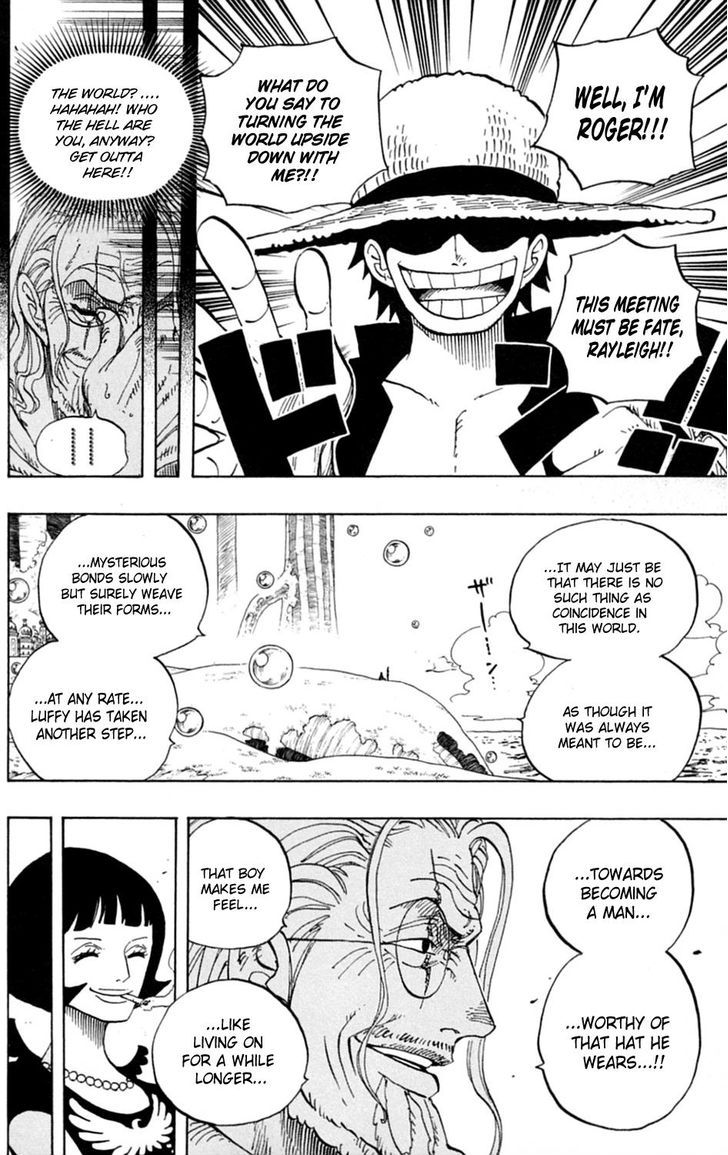 WELL, I'M
ROGER!!!
THIS MEETING
MUST BE FATE,
RAYLEIGH!!
WHAT DO
YOU SAY TO
TURNING THE
WORLD UPSIDE
DOWN WITH
ME?!!
ドン
THE WORLD? ....
HAHAHAH! WHO
THE HELL ARE
YOU, ANYWAY?
GET OUTTA
HERE!!
...IT MAY JUST BE
THAT THERE IS NO
SUCH THING AS
COINCIDENCE IN
THIS WORLD.
AS THOUGH IT
WAS ALWAYS
MEANT TO BE...
...MYSTERIOUS
BONDS SLOWLY
BUT SURELY WEAVE
THEIR FORMS...
...AT ANY RATE...
LUFFY HAS TAKEN
ANOTHER STEP...
...TOWARDS
BECOMING
A MAN...
...WORTHY OF
THAT HAT HE
WEARS...!!
THAT BOY
MAKES ME
FEEL...
...LIKE
LIVING ON
FOR A WHILE
LONGER...